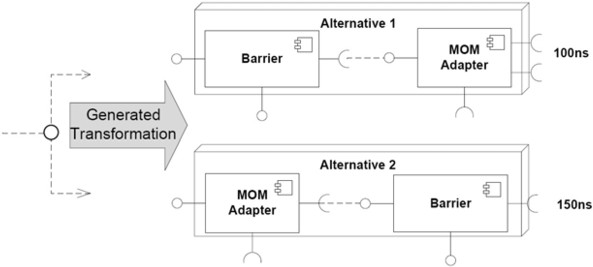 Alternative 1
Barrier
MOM
Adapter
100ns
Generated
Transformation
Alternative 2
MOM
Adapter
Barrier
150ns